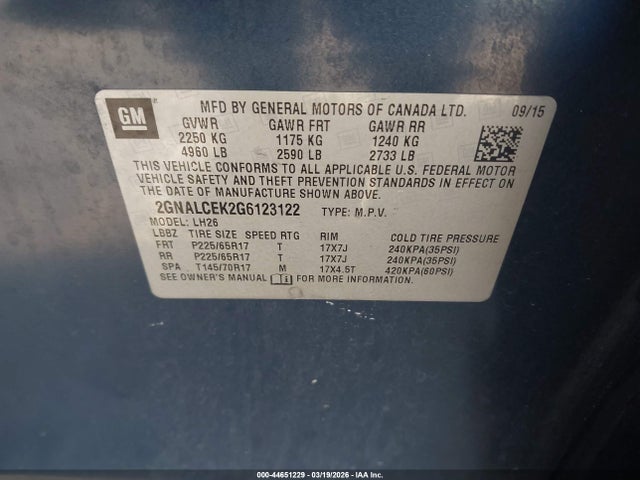 GM
MFD BY GENERAL MOTORS OF CANADA LTD. 09/15
GVWR GAWR FRT GAWR RR
2250 KG 1175 KG 1240 KG
4960 LB 2590 LB 2733 LB
THIS VEHICLE CONFORMS TO ALL APPLICABLE U.S. FEDERAL MOTOR
VEHICLE SAFETY AND THEFT PREVENTION STANDARDS IN EFFECT ON
THE DATE OF MANUFACTURE SHOWN ABOVE.
2GNALCEK2G6123122 TYPE: M.P.V.
MODEL: LH26
LBBZ TIRE SIZE SPEED RTG RIM COLD TIRE PRESSURE
FRT P225/65R17 T 17X7J 240KPA(35PSI)
RR P225/65R17 T 17X7J 240KPA(35PSI)
SPA T145/70R17 M 17X4.5T 420KPA(60PSI)
SEE OWNER'S MANUAL FOR MORE INFORMATION.
000-44651229 - 03/19/2026 - IAA Inc.